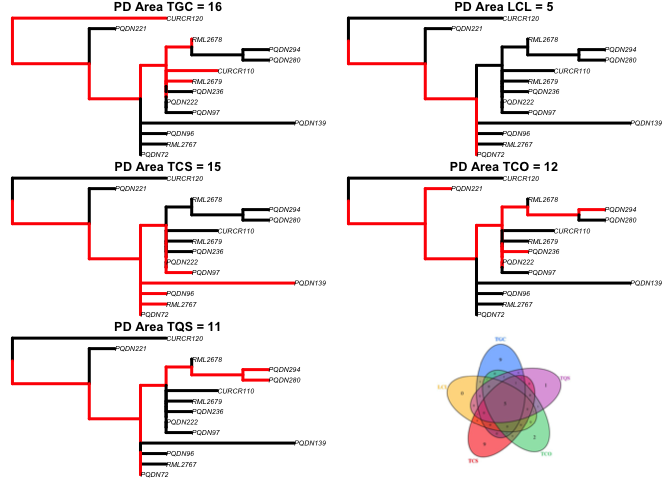 PD Area TGC = 16
CURCR120
PQDN221
RML2678
PQDN294
PQDN280
CURCR110
RML2679
PQDN236
PQDN222
PQDN97
PQDN139
PQDN96
RML2767
PQDN72
PD Area LCL = 5
CURCR120
PQDN221
RML2678
PQDN294
PQDN280
CURCR110
RML2679
PQDN236
PQDN222
PQDN97
PQDN139
PQDN96
RML2767
PQDN72
PD Area TCS = 15
CURCR120
PQDN221
RML2678
PQDN294
PQDN280
CURCR110
RML2679
PQDN236
PQDN222
PQDN97
PQDN139
PQDN96
RML2767
PQDN72
PD Area TCO = 12
CURCR120
PQDN221
RML2678
PQDN294
PQDN280
CURCR110
RML2679
PQDN236
PQDN222
PQDN97
PQDN139
PQDN96
RML2767
PQDN72
PD Area TQS = 11
CURCR120
PQDN221
RML2678
PQDN294
PQDN280
CURCR110
RML2679
PQDN236
PQDN222
PQDN97
PQDN139
PQDN96
RML2767
PQDN72
TGC
TQS
1
0
2
TCS
TCO